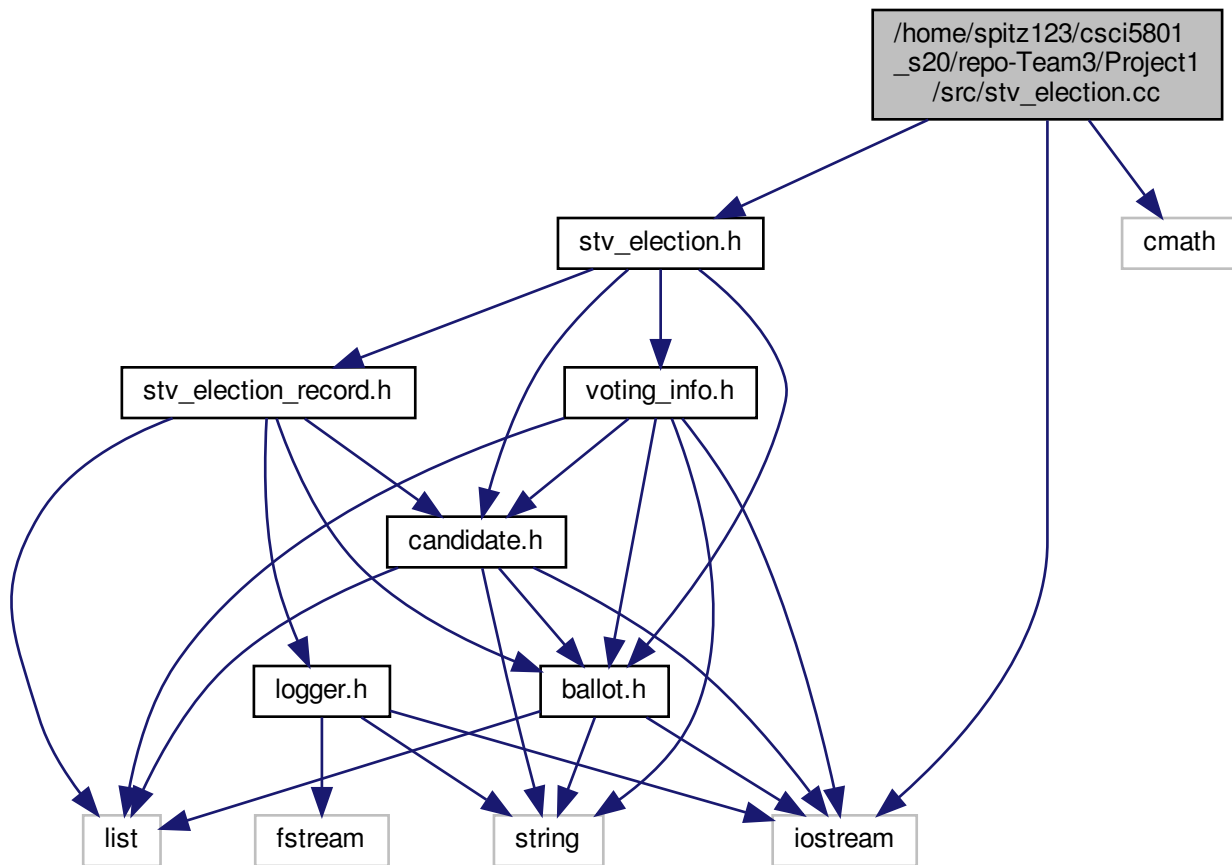 /home/spitz123/csci5801
_s20/repo-Team3/Project1
/src/stv_election.cc
stv_election.h
cmath
stv_election_record.h
voting_info.h
candidate.h
logger.h
ballot.h
list
fstream
string
iostream